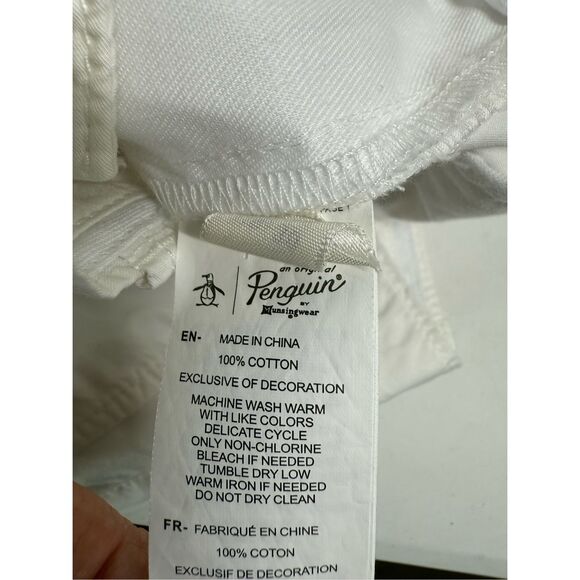 PAGE 1
an original
Penguin®
BY
Munsingwear
EN- MADE IN CHINA
100% COTTON
EXCLUSIVE OF DECORATION
MACHINE WASH WARM
WITH LIKE COLORS
DELICATE CYCLE
ONLY NON-CHLORINE
BLEACH IF NEEDED
TUMBLE DRY LOW
WARM IRON IF NEEDED
DO NOT DRY CLEAN
FR- FABRIQUÉ EN CHINE
100% COTON
EXCLUSIF DE DECORATION